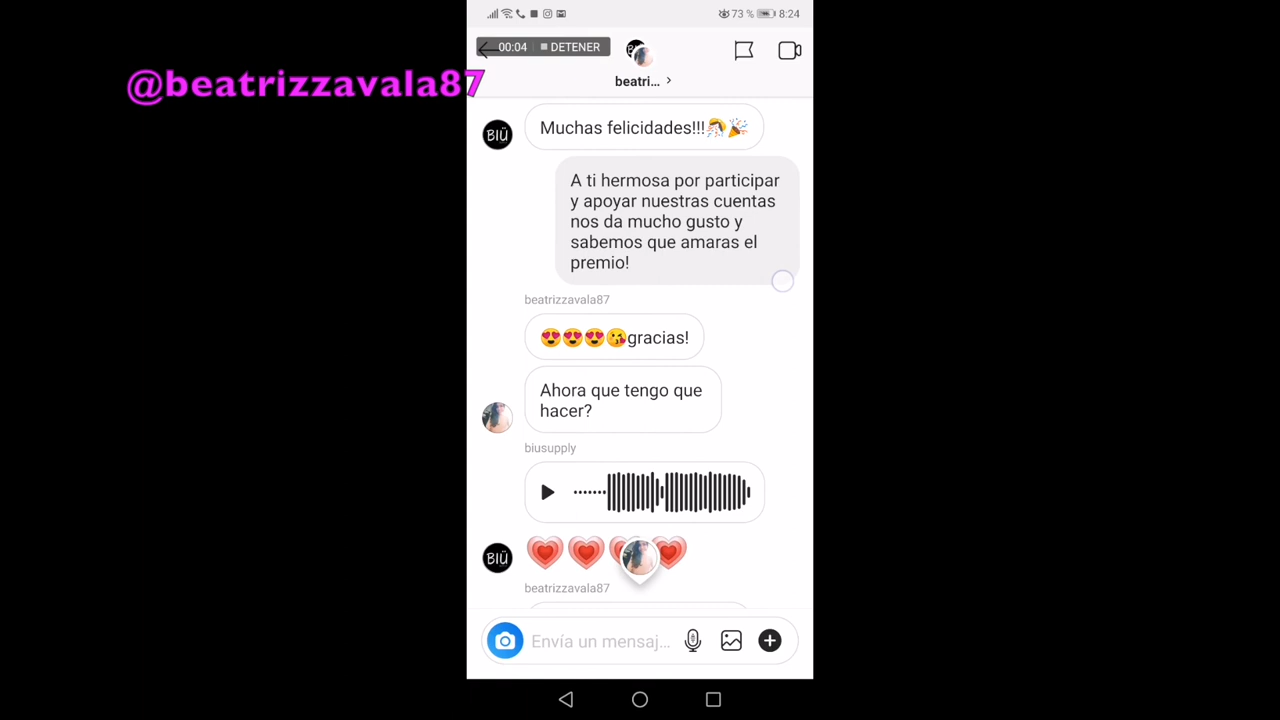 73 % 8:24
00:04 DETENER
@beatrizzavala87
beatri... >
BIÜ
Muchas felicidades!!!
A ti hermosa por participar
y apoyar nuestras cuentas
nos da mucho gusto y
sabemos que amaras el
premio!
beatrizzavala87
gracias!
Ahora que tengo que
hacer?
biusupply
BIÜ
beatrizzavala87
Envía un mensaj...